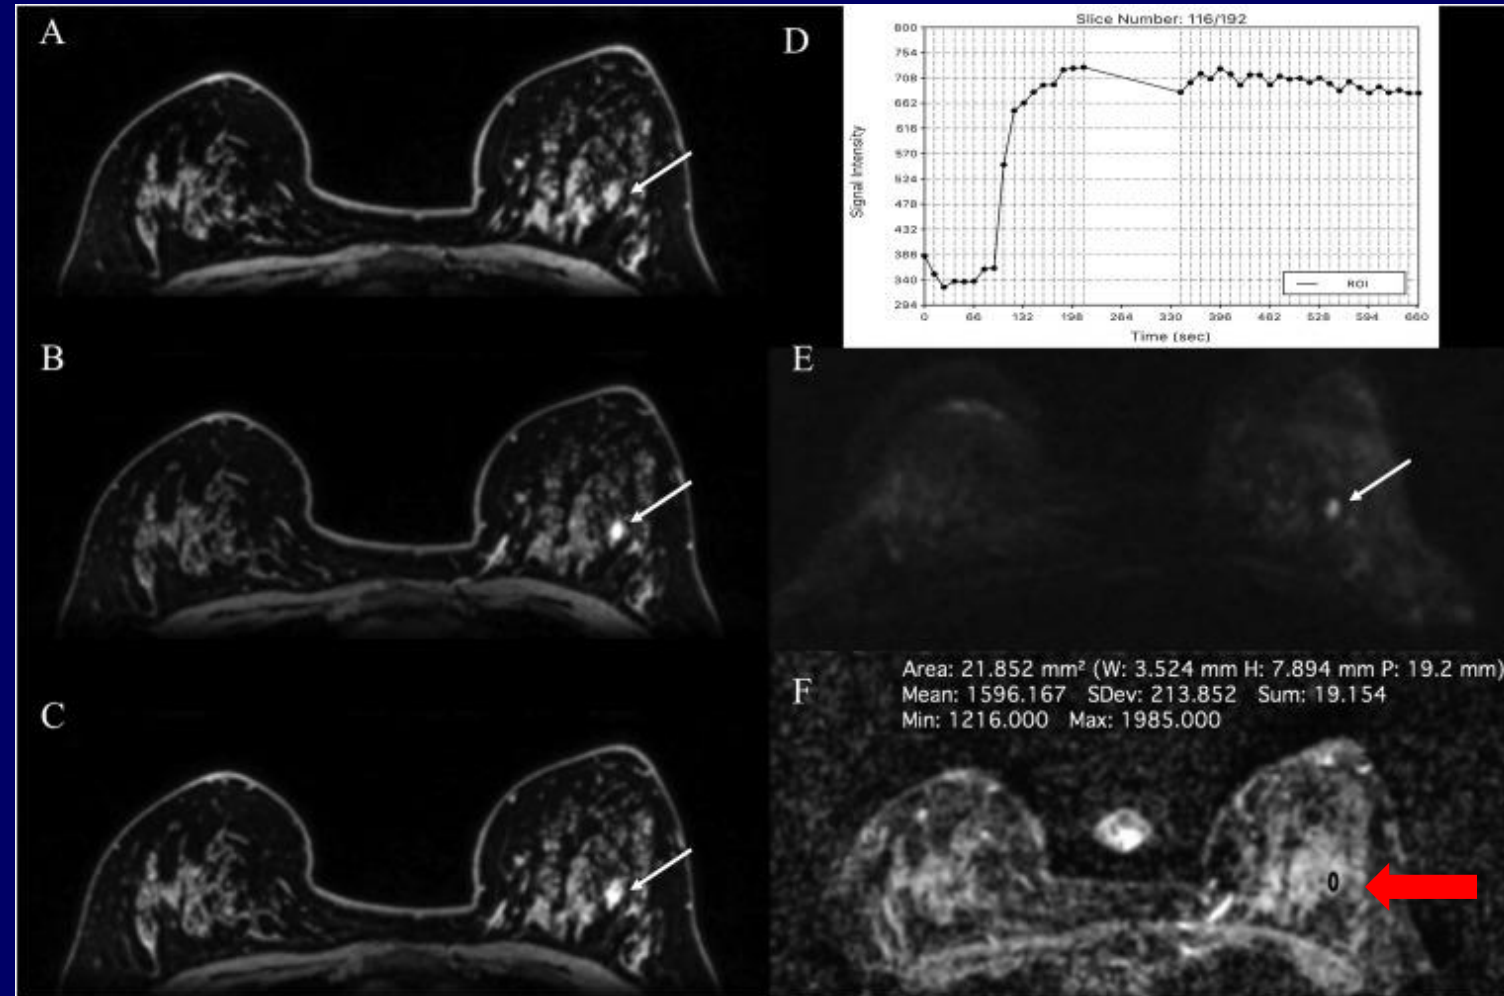 A
D
Slice Number: 116/192
800
754
708
662
616
570
524
478
432
386
340
294
Signal Intensity
ROI
0 66 132 198 264 330 396 462 528 594 660
Time (sec)
B
E
C
F
Area: 21.852 mm² (W: 3.524 mm H: 7.894 mm P: 19.2 mm)
Mean: 1596.167 SDev: 213.852 Sum: 19.154
Min: 1216.000 Max: 1985.000